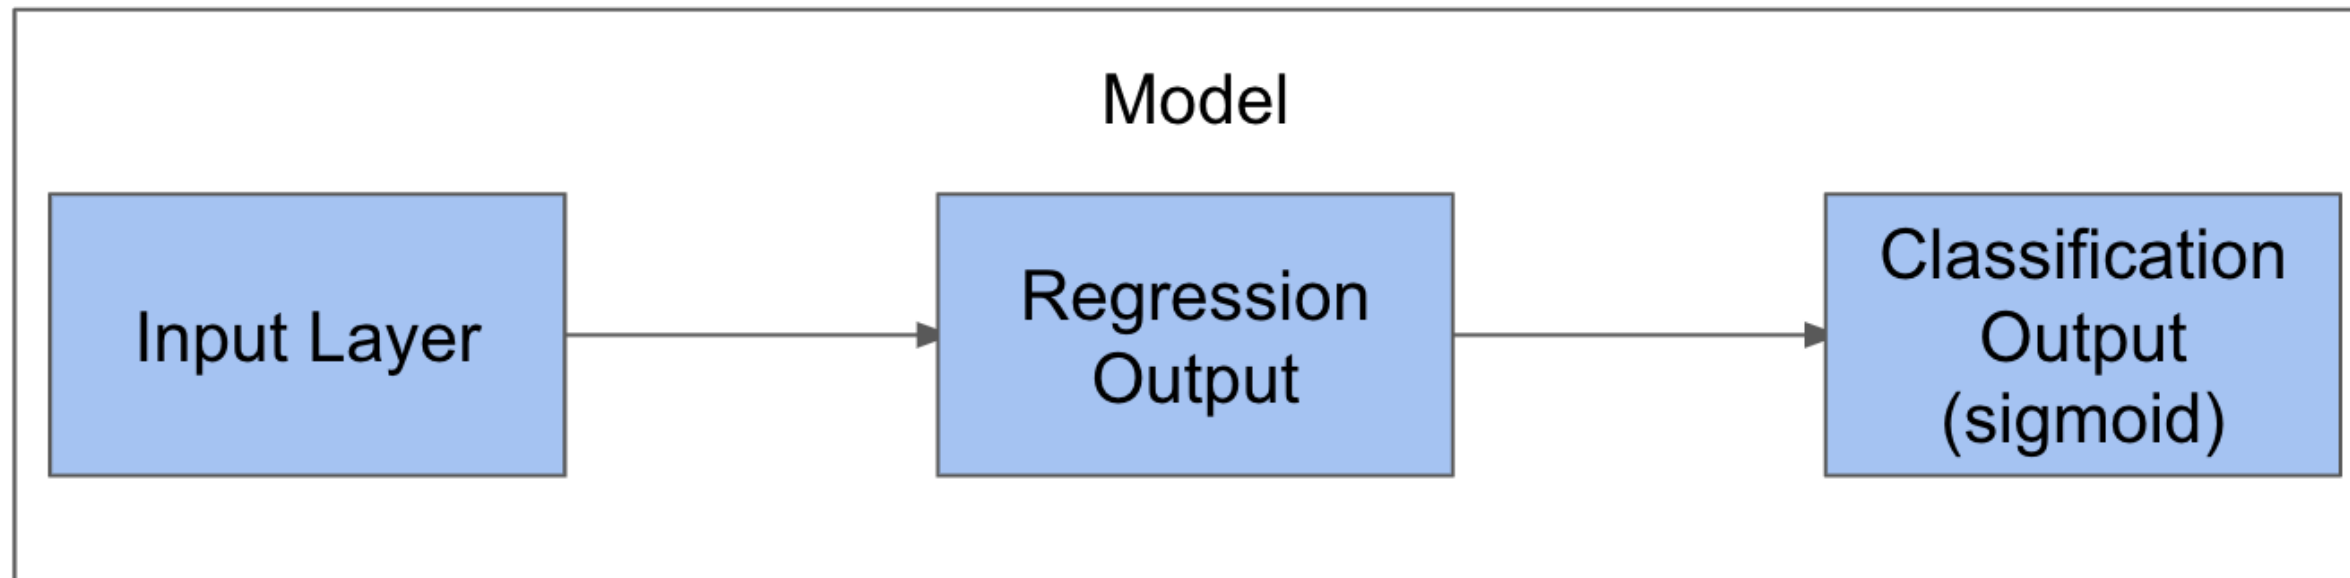 Model
Input Layer
Regression
Output
Classification
Output
(sigmoid)